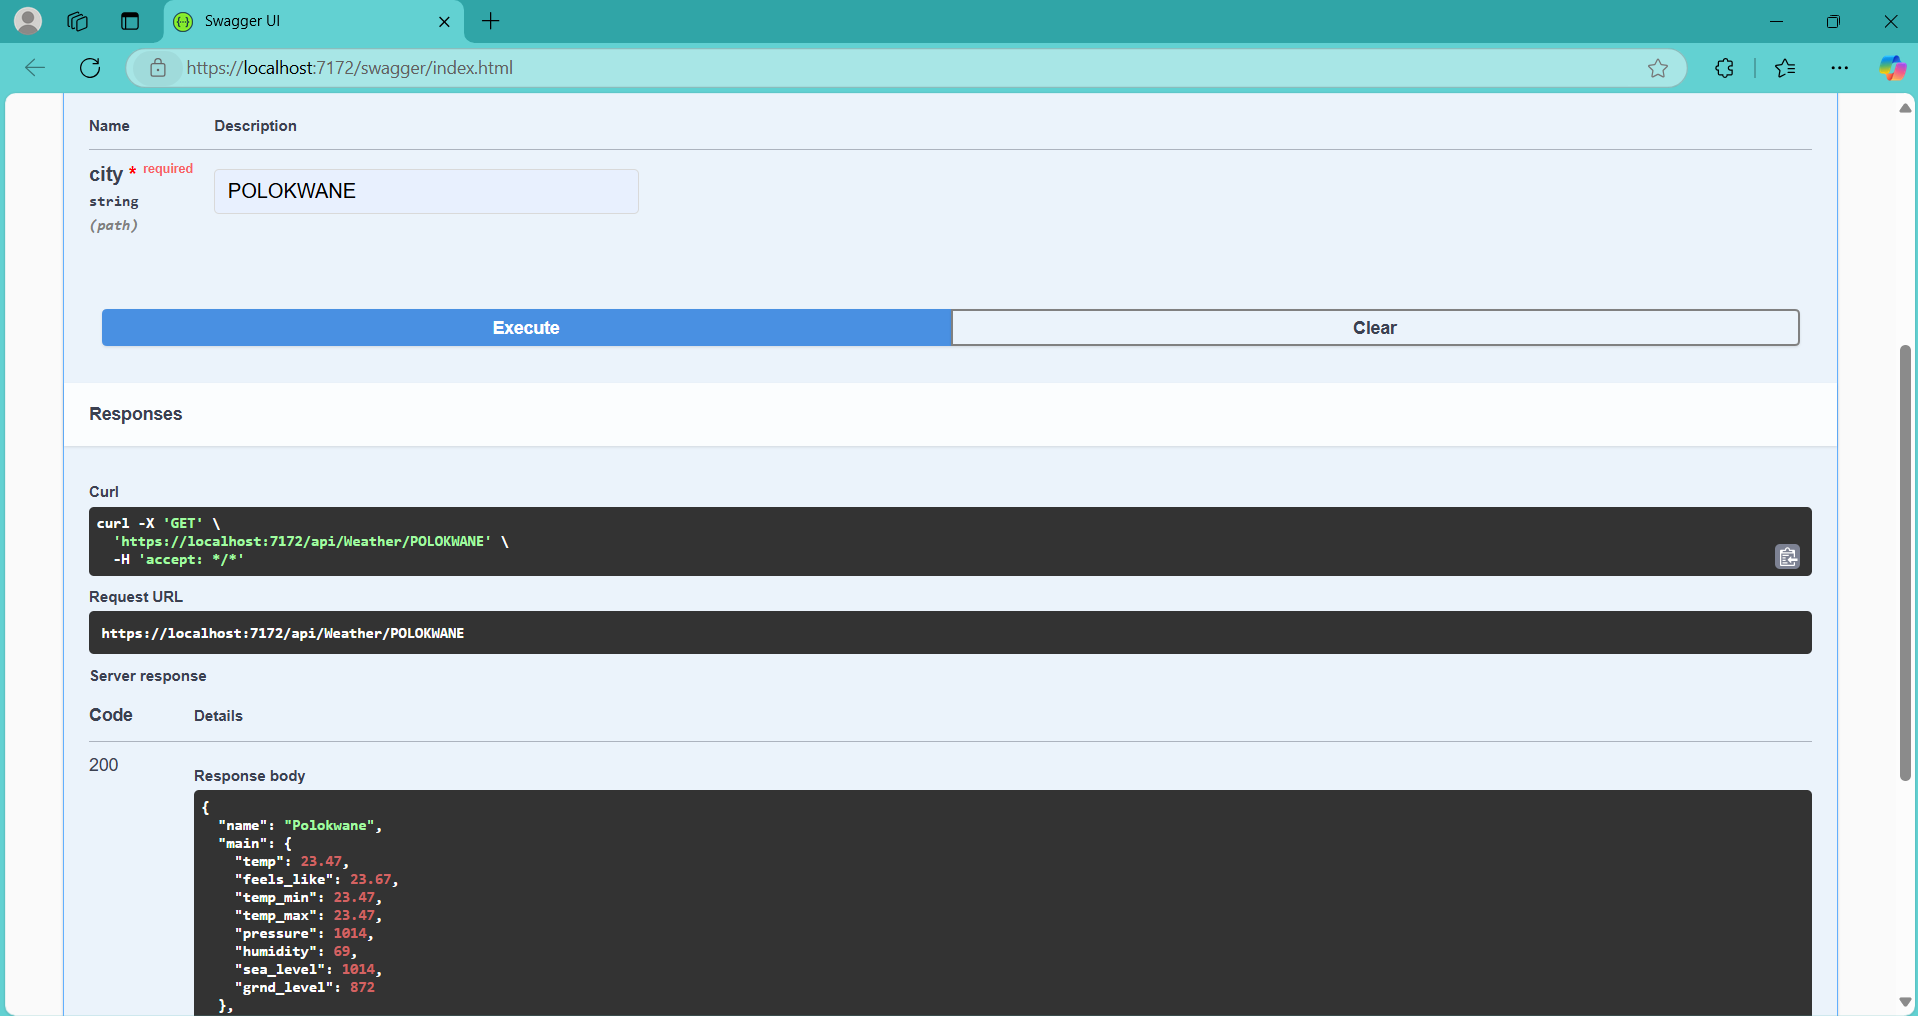 Swagger UI
https://localhost:7172/swagger/index.html
Name Description
city * required
string
(path)
POLOKWANE
Execute Clear
Responses
Curl
curl -X 'GET' \
'https://localhost:7172/api/Weather/POLOKWANE' \
-H 'accept: */*'
Request URL
https://localhost:7172/api/Weather/POLOKWANE
Server response
Code Details
200
Response body
{
"name": "Polokwane",
"main": {
"temp": 23.47,
"feels_like": 23.67,
"temp_min": 23.47,
"temp_max": 23.47,
"pressure": 1014,
"humidity": 69,
"sea_level": 1014,
"grnd_level": 872
},